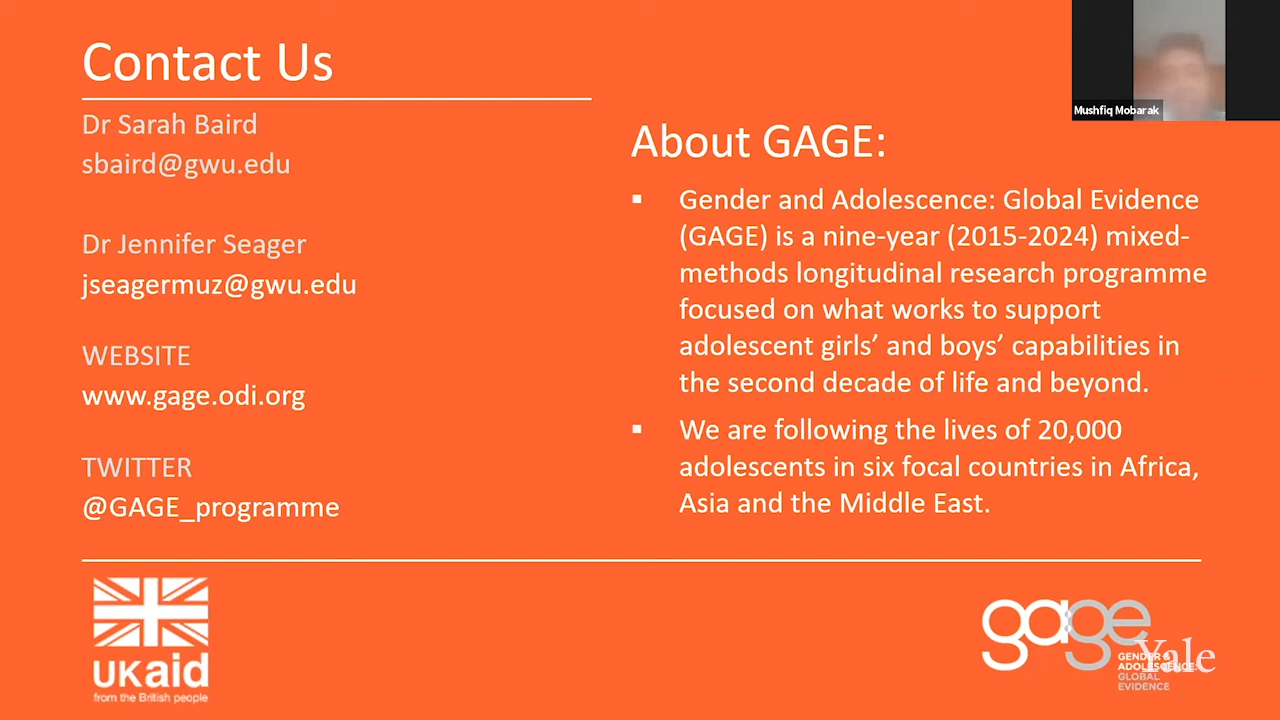 Contact Us
Dr Sarah Baird
sbaird@gwu.edu
Dr Jennifer Seager
jseagermuz@gwu.edu
WEBSITE
www.gage.odi.org
TWITTER
@GAGE_programme
Mushfiq Mobarak
About GAGE:
Gender and Adolescence: Global Evidence
(GAGE) is a nine-year (2015-2024) mixed-
methods longitudinal research programme
focused on what works to support
adolescent girls’ and boys’ capabilities in
the second decade of life and beyond.
We are following the lives of 20,000
adolescents in six focal countries in Africa,
Asia and the Middle East.
UKaid
from the British people
gage
Yale
GENDER &
ADOLESCENCE:
GLOBAL
EVIDENCE